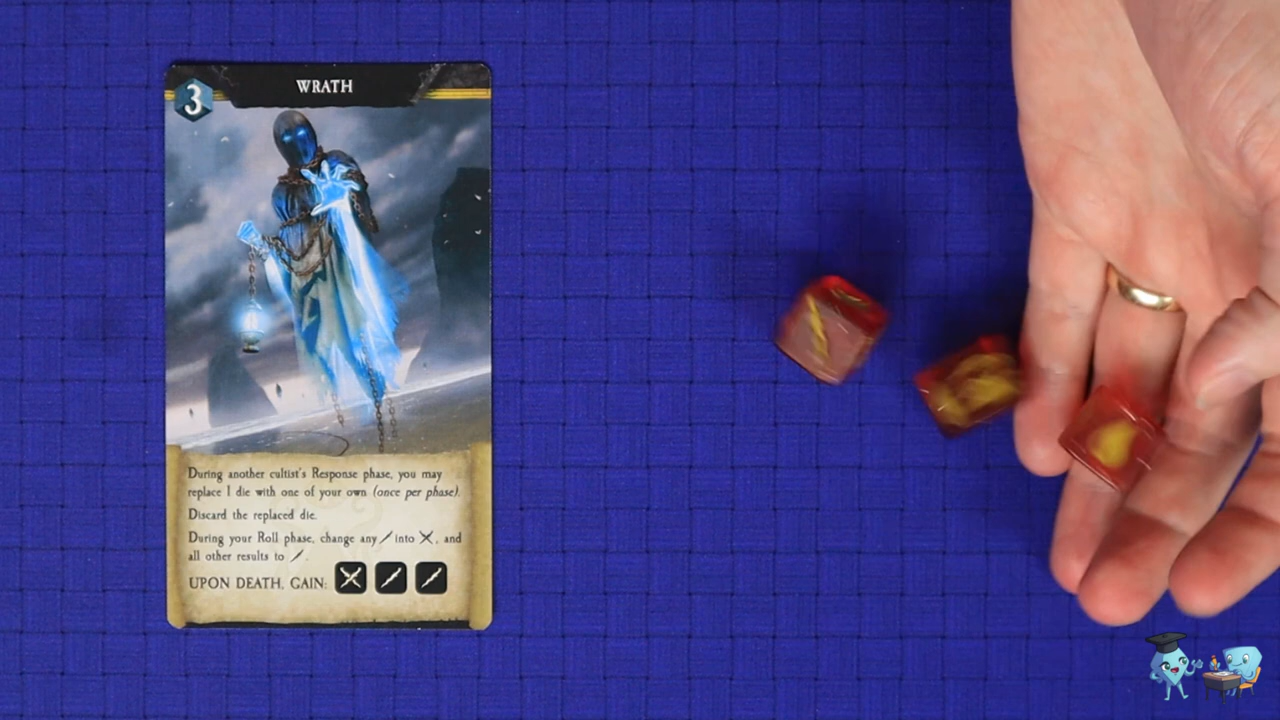 WRATH
3
During another cultist's Response phase, you may
replace 1 die with one of your own (once per phase).
Discard the replaced die.
During your Roll phase, change any into , and
all other results to .
UPON DEATH, GAIN: